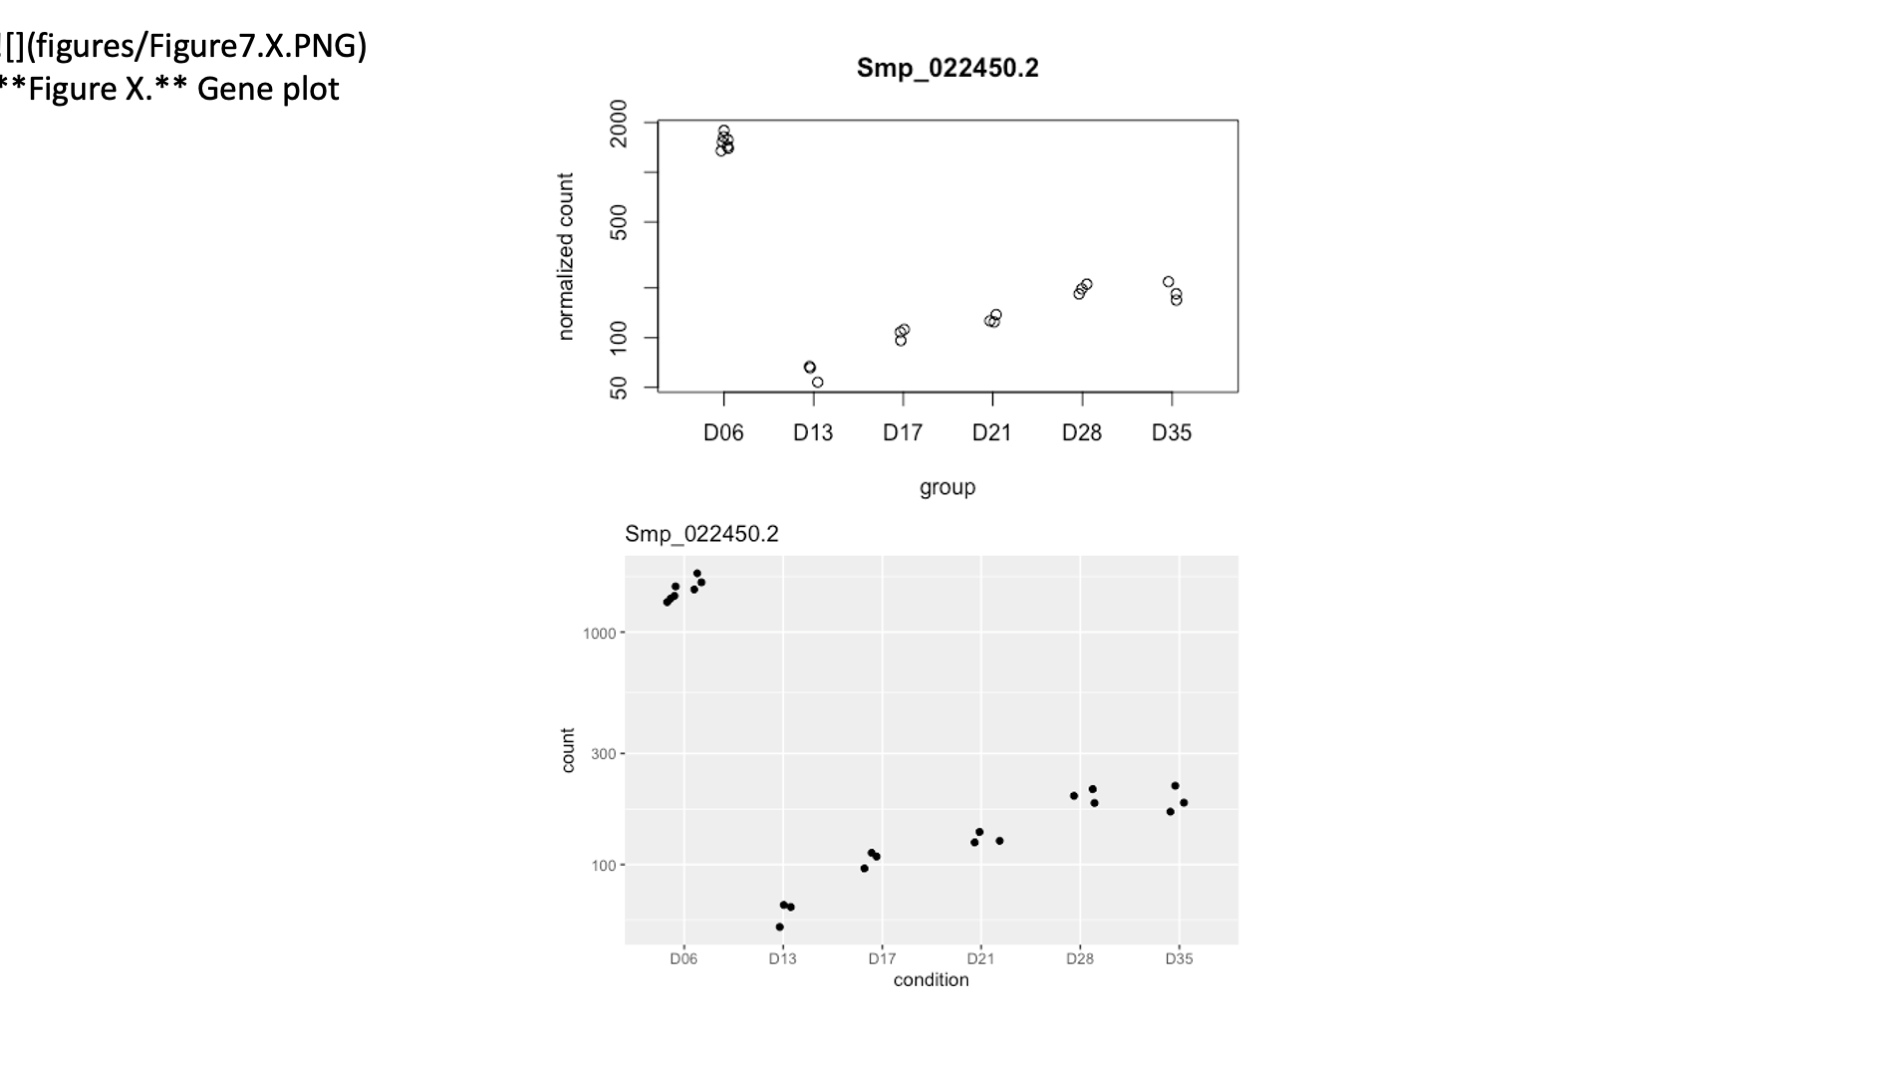 [](figures/Figure7.X.PNG)
**Figure X.** Gene plot
Smp_022450.2
normalized count
2000
500
100
50
D06 D13 D17 D21 D28 D35
group
Smp_022450.2
count
1000
300
100
D06 D13 D17 D21 D28 D35
condition